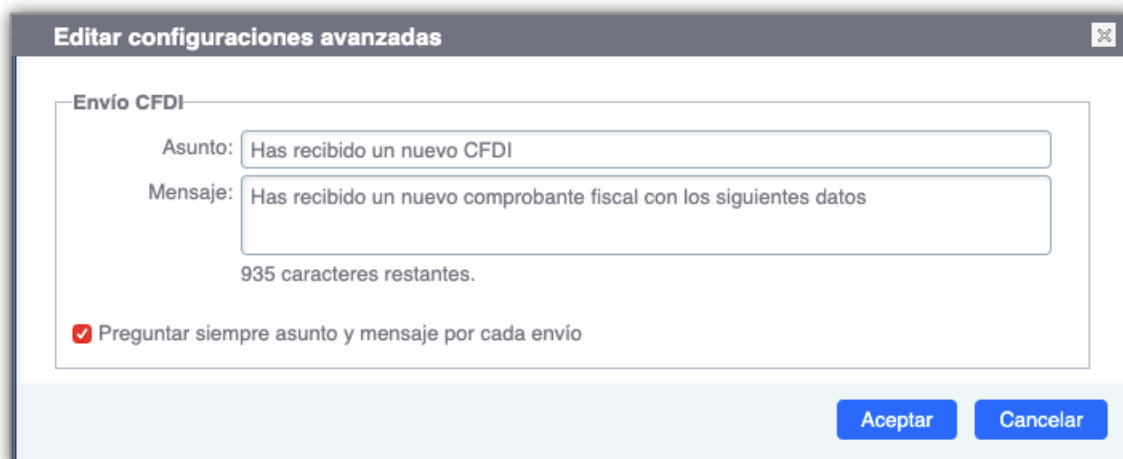 Editar configuraciones avanzadas
Envío CFDI
Asunto: Has recibido un nuevo CFDI
Mensaje: Has recibido un nuevo comprobante fiscal con los siguientes datos
935 caracteres restantes.
Preguntar siempre asunto y mensaje por cada envío
Aceptar Cancelar